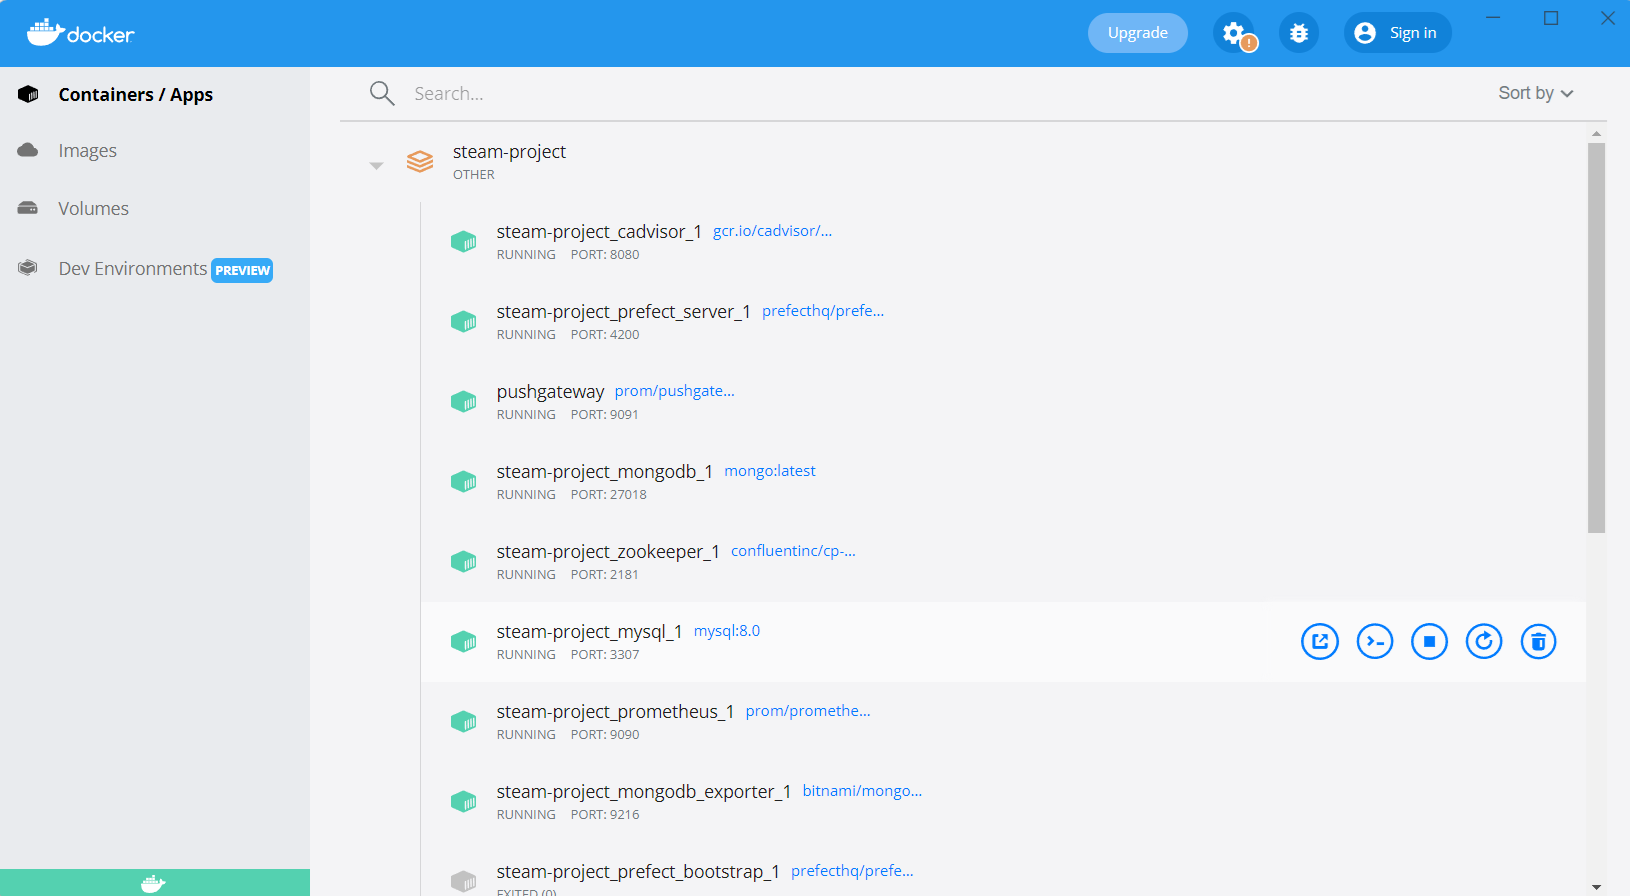 docker
Upgrade
Sign in
Containers / Apps
Images
Volumes
Dev Environments PREVIEW
Search...
Sort by
steam-project
OTHER
steam-project_cadvisor_1 gcr.io/cadvisor/...
RUNNING PORT: 8080
steam-project_prefect_server_1 prefecthq/prefe...
RUNNING PORT: 4200
pushgateway prom/pushgate...
RUNNING PORT: 9091
steam-project_mongodb_1 mongo:latest
RUNNING PORT: 27018
steam-project_zookeeper_1 confluentinc/cp-...
RUNNING PORT: 2181
steam-project_mysql_1 mysql:8.0
RUNNING PORT: 3307
steam-project_prometheus_1 prom/promethe...
RUNNING PORT: 9090
steam-project_mongodb_exporter_1 bitnami/mongo...
RUNNING PORT: 9216
steam-project_prefect_bootstrap_1 prefecthq/prefe...
EXITED (0)